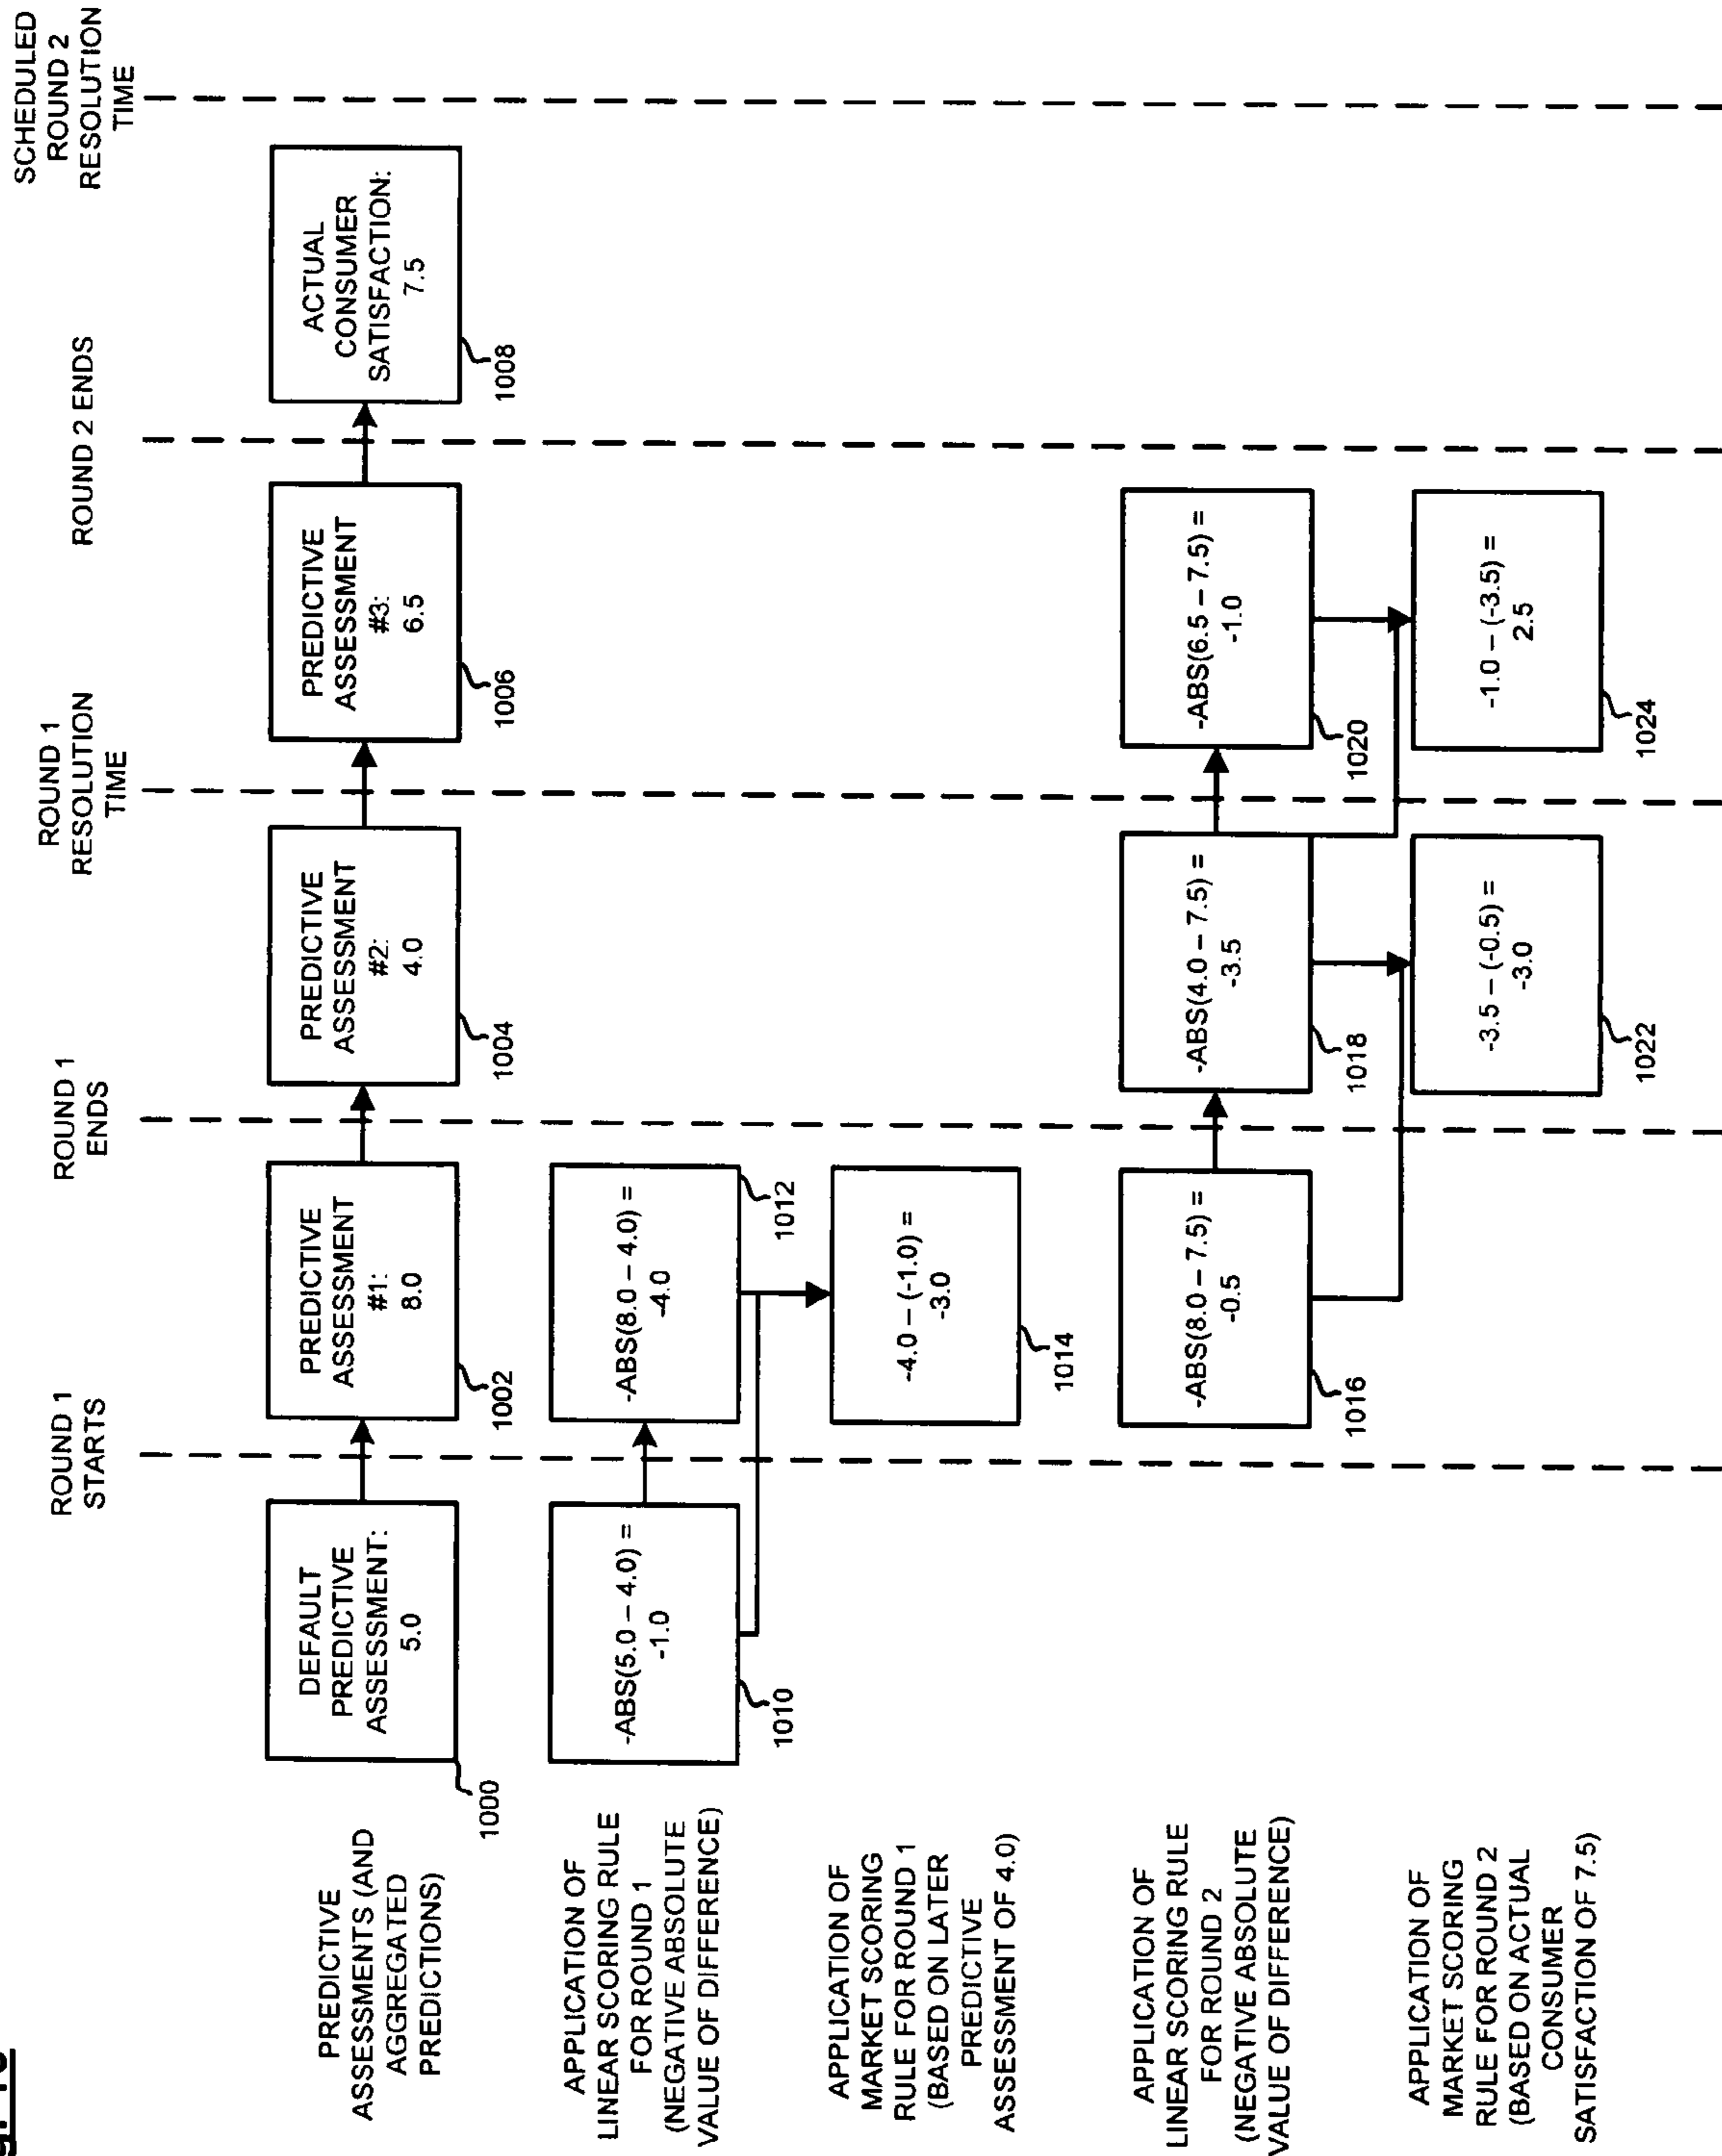 ROUND 1
STARTS
ROUND 1
ENDS
ROUND 1
RESOLUTION
TIME
ROUND 2 ENDS
SCHEDULED
ROUND 2
RESOLUTION
TIME
PREDICTIVE
ASSESSMENTS (AND
AGGREGATED
PREDICTIONS)
DEFAULT
PREDICTIVE
ASSESSMENT:
5.0
1000
PREDICTIVE
ASSESSMENT
#1:
8.0
1002
PREDICTIVE
ASSESSMENT
#2:
4.0
1004
PREDICTIVE
ASSESSMENT
#3:
6.5
1006
ACTUAL
CONSUMER
SATISFACTION:
7.5
1008
APPLICATION OF
LINEAR SCORING RULE
FOR ROUND 1
(NEGATIVE ABSOLUTE
VALUE OF DIFFERENCE)
-ABS(5.0 – 4.0) =
-1.0
1010
-ABS(8.0 – 4.0) =
-4.0
1012
APPLICATION OF
MARKET SCORING
RULE FOR ROUND 1
(BASED ON LATER
PREDICTIVE
ASSESSMENT OF 4.0)
-4.0 – (-1.0) =
-3.0
1014
APPLICATION OF
LINEAR SCORING RULE
FOR ROUND 2
(NEGATIVE ABSOLUTE
VALUE OF DIFFERENCE)
-ABS(8.0 – 7.5) =
-0.5
1016
-ABS(4.0 – 7.5) =
-3.5
1018
-ABS(6.5 – 7.5) =
-1.0
1020
APPLICATION OF
MARKET SCORING
RULE FOR ROUND 2
(BASED ON ACTUAL
CONSUMER
SATISFACTION OF 7.5)
-3.5 – (-0.5) =
-3.0
1022
-1.0 – (-3.5) =
2.5
1024